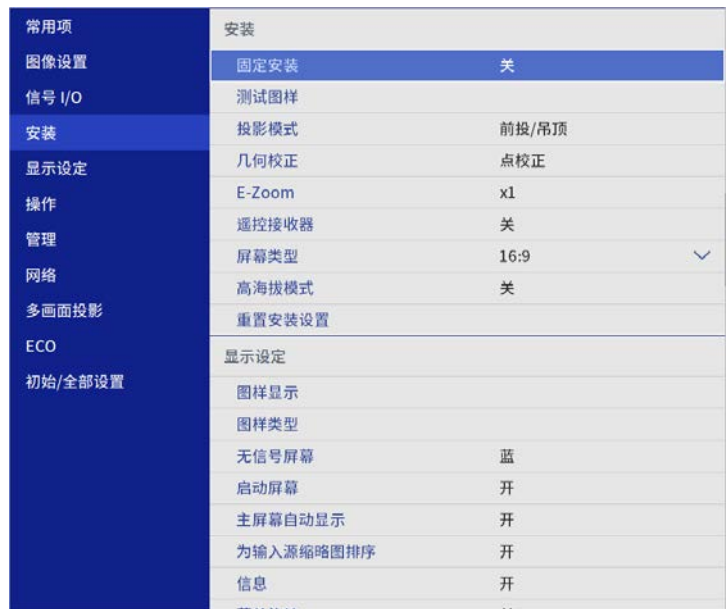 常用项
图像设置
信号 I/O
安装
显示设定
操作
管理
网络
多画面投影
ECO
初始/全部设置
安装
固定安装 关
测试图样
投影模式 前投/吊顶
几何校正 点校正
E-Zoom x1
遥控接收器 关
屏幕类型 16:9
高海拔模式 关
重置安装设置
显示设定
图样显示
图样类型
无信号屏幕 蓝
启动屏幕 开
主屏幕自动显示 开
为输入源缩略图排序 开
信息 开